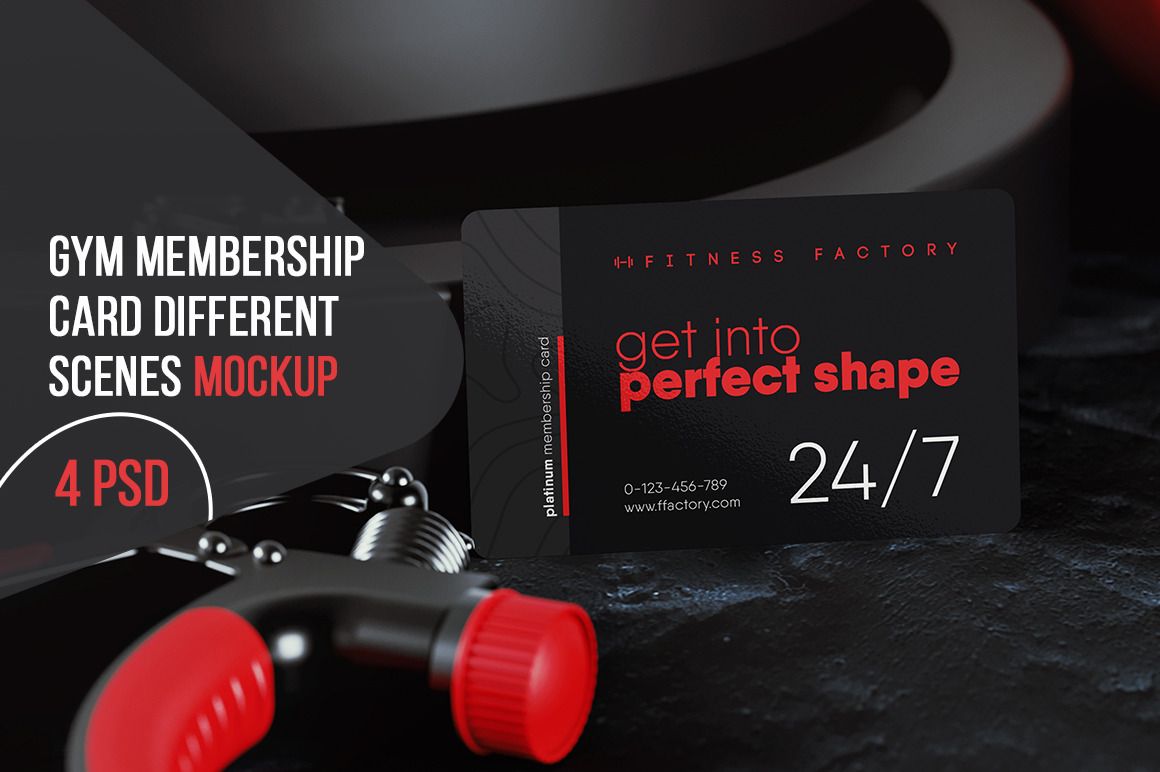 GYM MEMBERSHIP
CARD DIFFERENT
SCENES MOCKUP
4 PSD
FITNESS FACTORY
get into
perfect shape
24/7
0-123-456-789
www.ffactory.com
platinum membership card